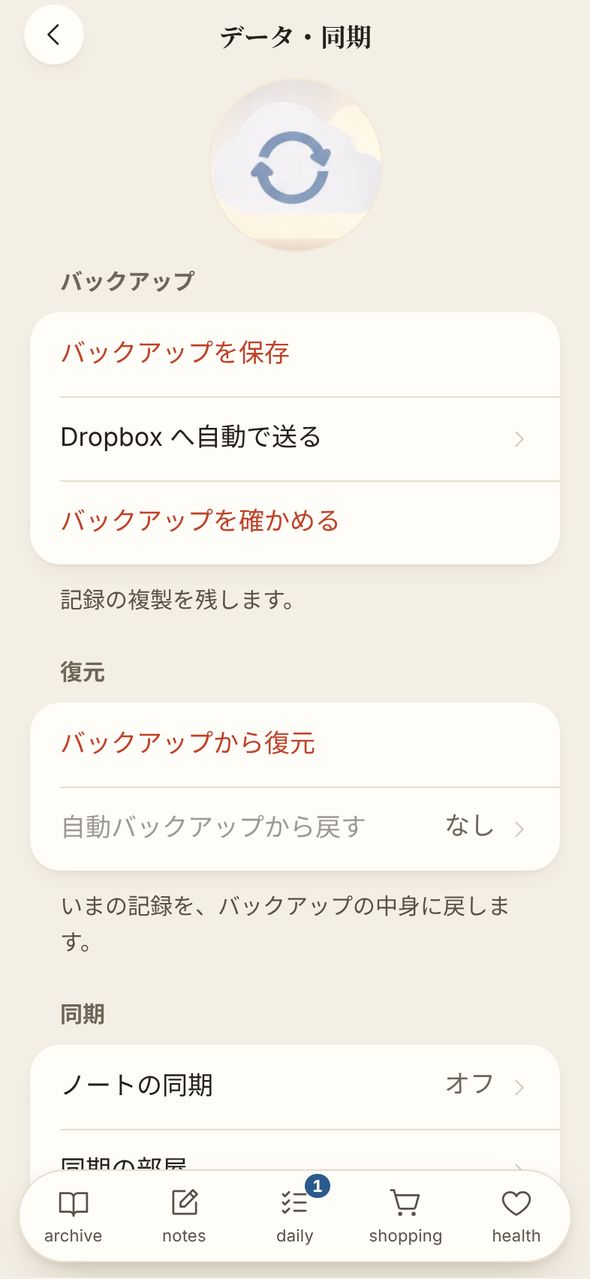 データ・同期
バックアップ
バックアップを保存
Dropbox へ自動で送る
バックアップを確かめる
記録の複製を残します。
復元
バックアップから復元
自動バックアップから戻す なし
いまの記録を、バックアップの中身に戻しま
す。
同期
ノートの同期 オフ
同期の部屋
1
archive notes daily shopping health